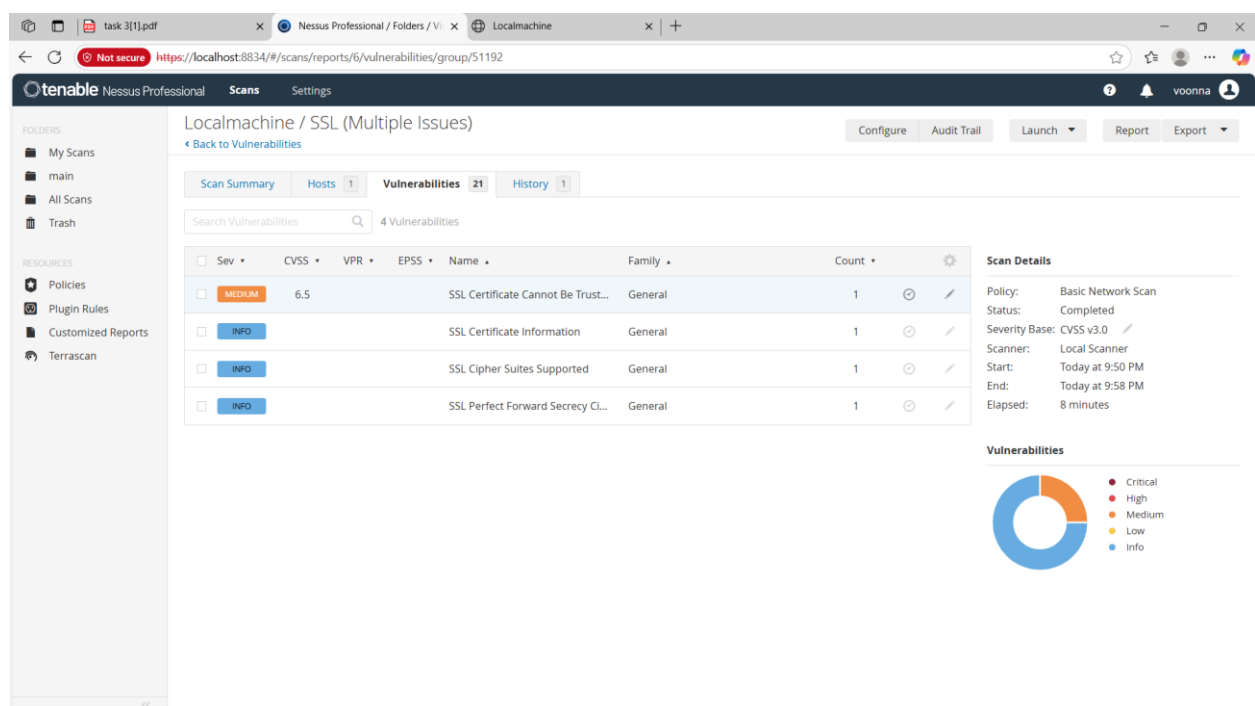 task 3[1].pdf
Nessus Professional / Folders / Vi
Localmachine
Not secure https://localhost:8834/#/scans/reports/6/vulnerabilities/group/51192
tenable Nessus Professional Scans Settings voonna
FOLDERS
My Scans
main
All Scans
Trash
RESOURCES
Policies
Plugin Rules
Customized Reports
Terrascan
Localmachine / SSL (Multiple Issues)
Back to Vulnerabilities
Configure Audit Trail Launch Report Export
Scan Summary Hosts 1 Vulnerabilities 21 History 1
Search Vulnerabilities 4 Vulnerabilities
Sev CVSS VPR EPSS Name Family Count
MEDIUM 6.5 SSL Certificate Cannot Be Trust... General 1
INFO SSL Certificate Information General 1
INFO SSL Cipher Suites Supported General 1
INFO SSL Perfect Forward Secrecy Ci... General 1
Scan Details
Policy: Basic Network Scan
Status: Completed
Severity Base: CVSS v3.0
Scanner: Local Scanner
Start: Today at 9:50 PM
End: Today at 9:58 PM
Elapsed: 8 minutes
Vulnerabilities
Critical
High
Medium
Low
Info